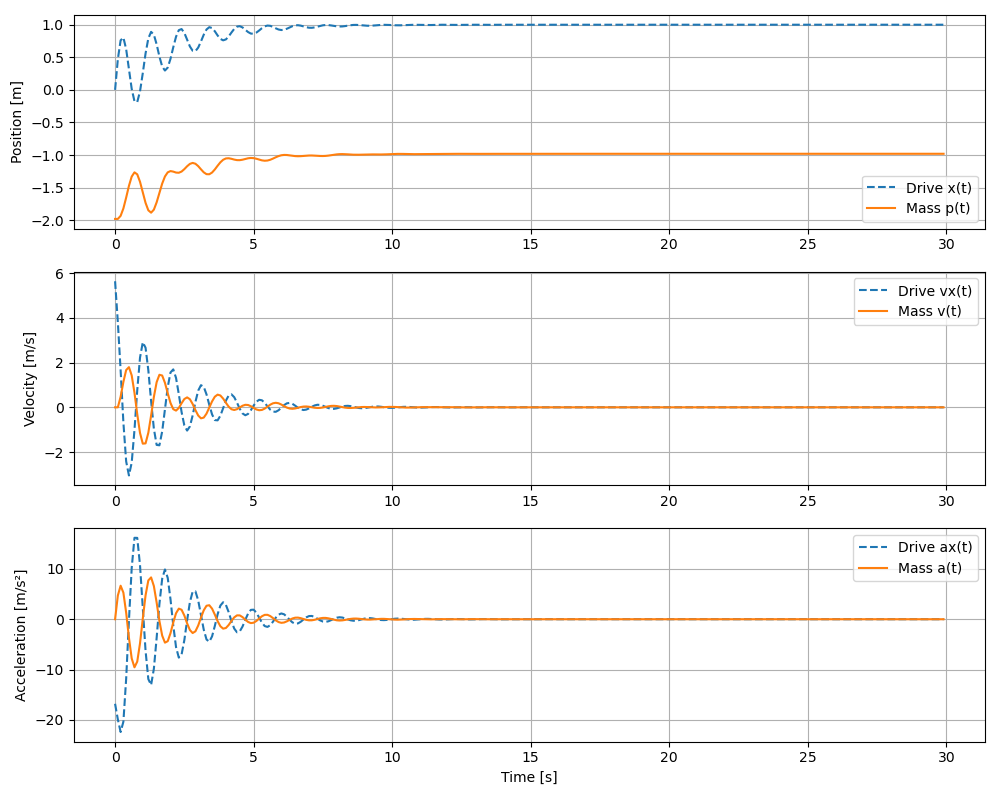 1.0
0.5
0.0
−0.5
−1.0
−1.5
−2.0
Position [m]
Drive x(t)
Mass p(t)
0 5 10 15 20 25 30
6
4
2
0
−2
Velocity [m/s]
Drive vx(t)
Mass v(t)
0 5 10 15 20 25 30
10
0
−10
−20
Acceleration [m/s²]
Drive ax(t)
Mass a(t)
0 5 10 15 20 25 30
Time [s]